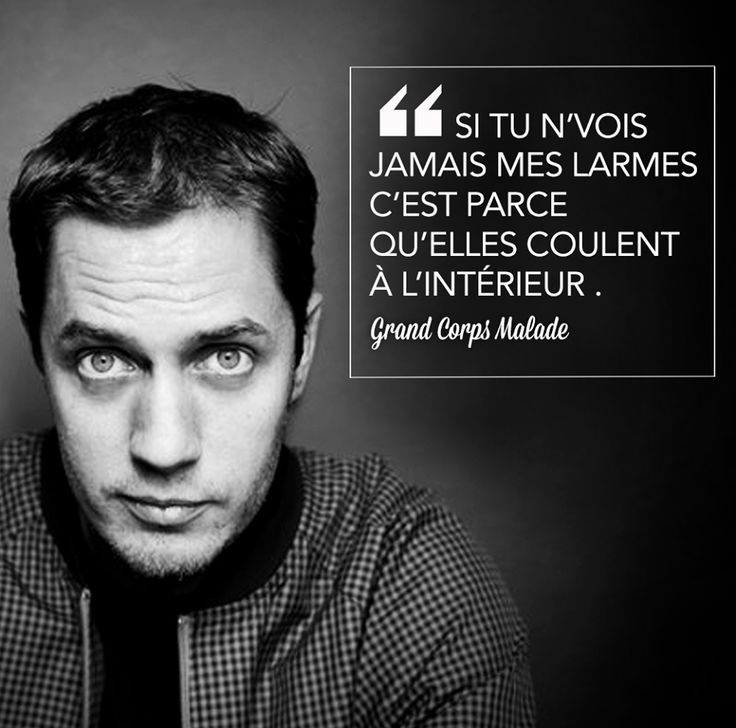 “ SI TU N’VOIS
JAMAIS MES LARMES
C’EST PARCE
QU’ELLES COULENT
À L’INTÉRIEUR .
Grand Corps Malade